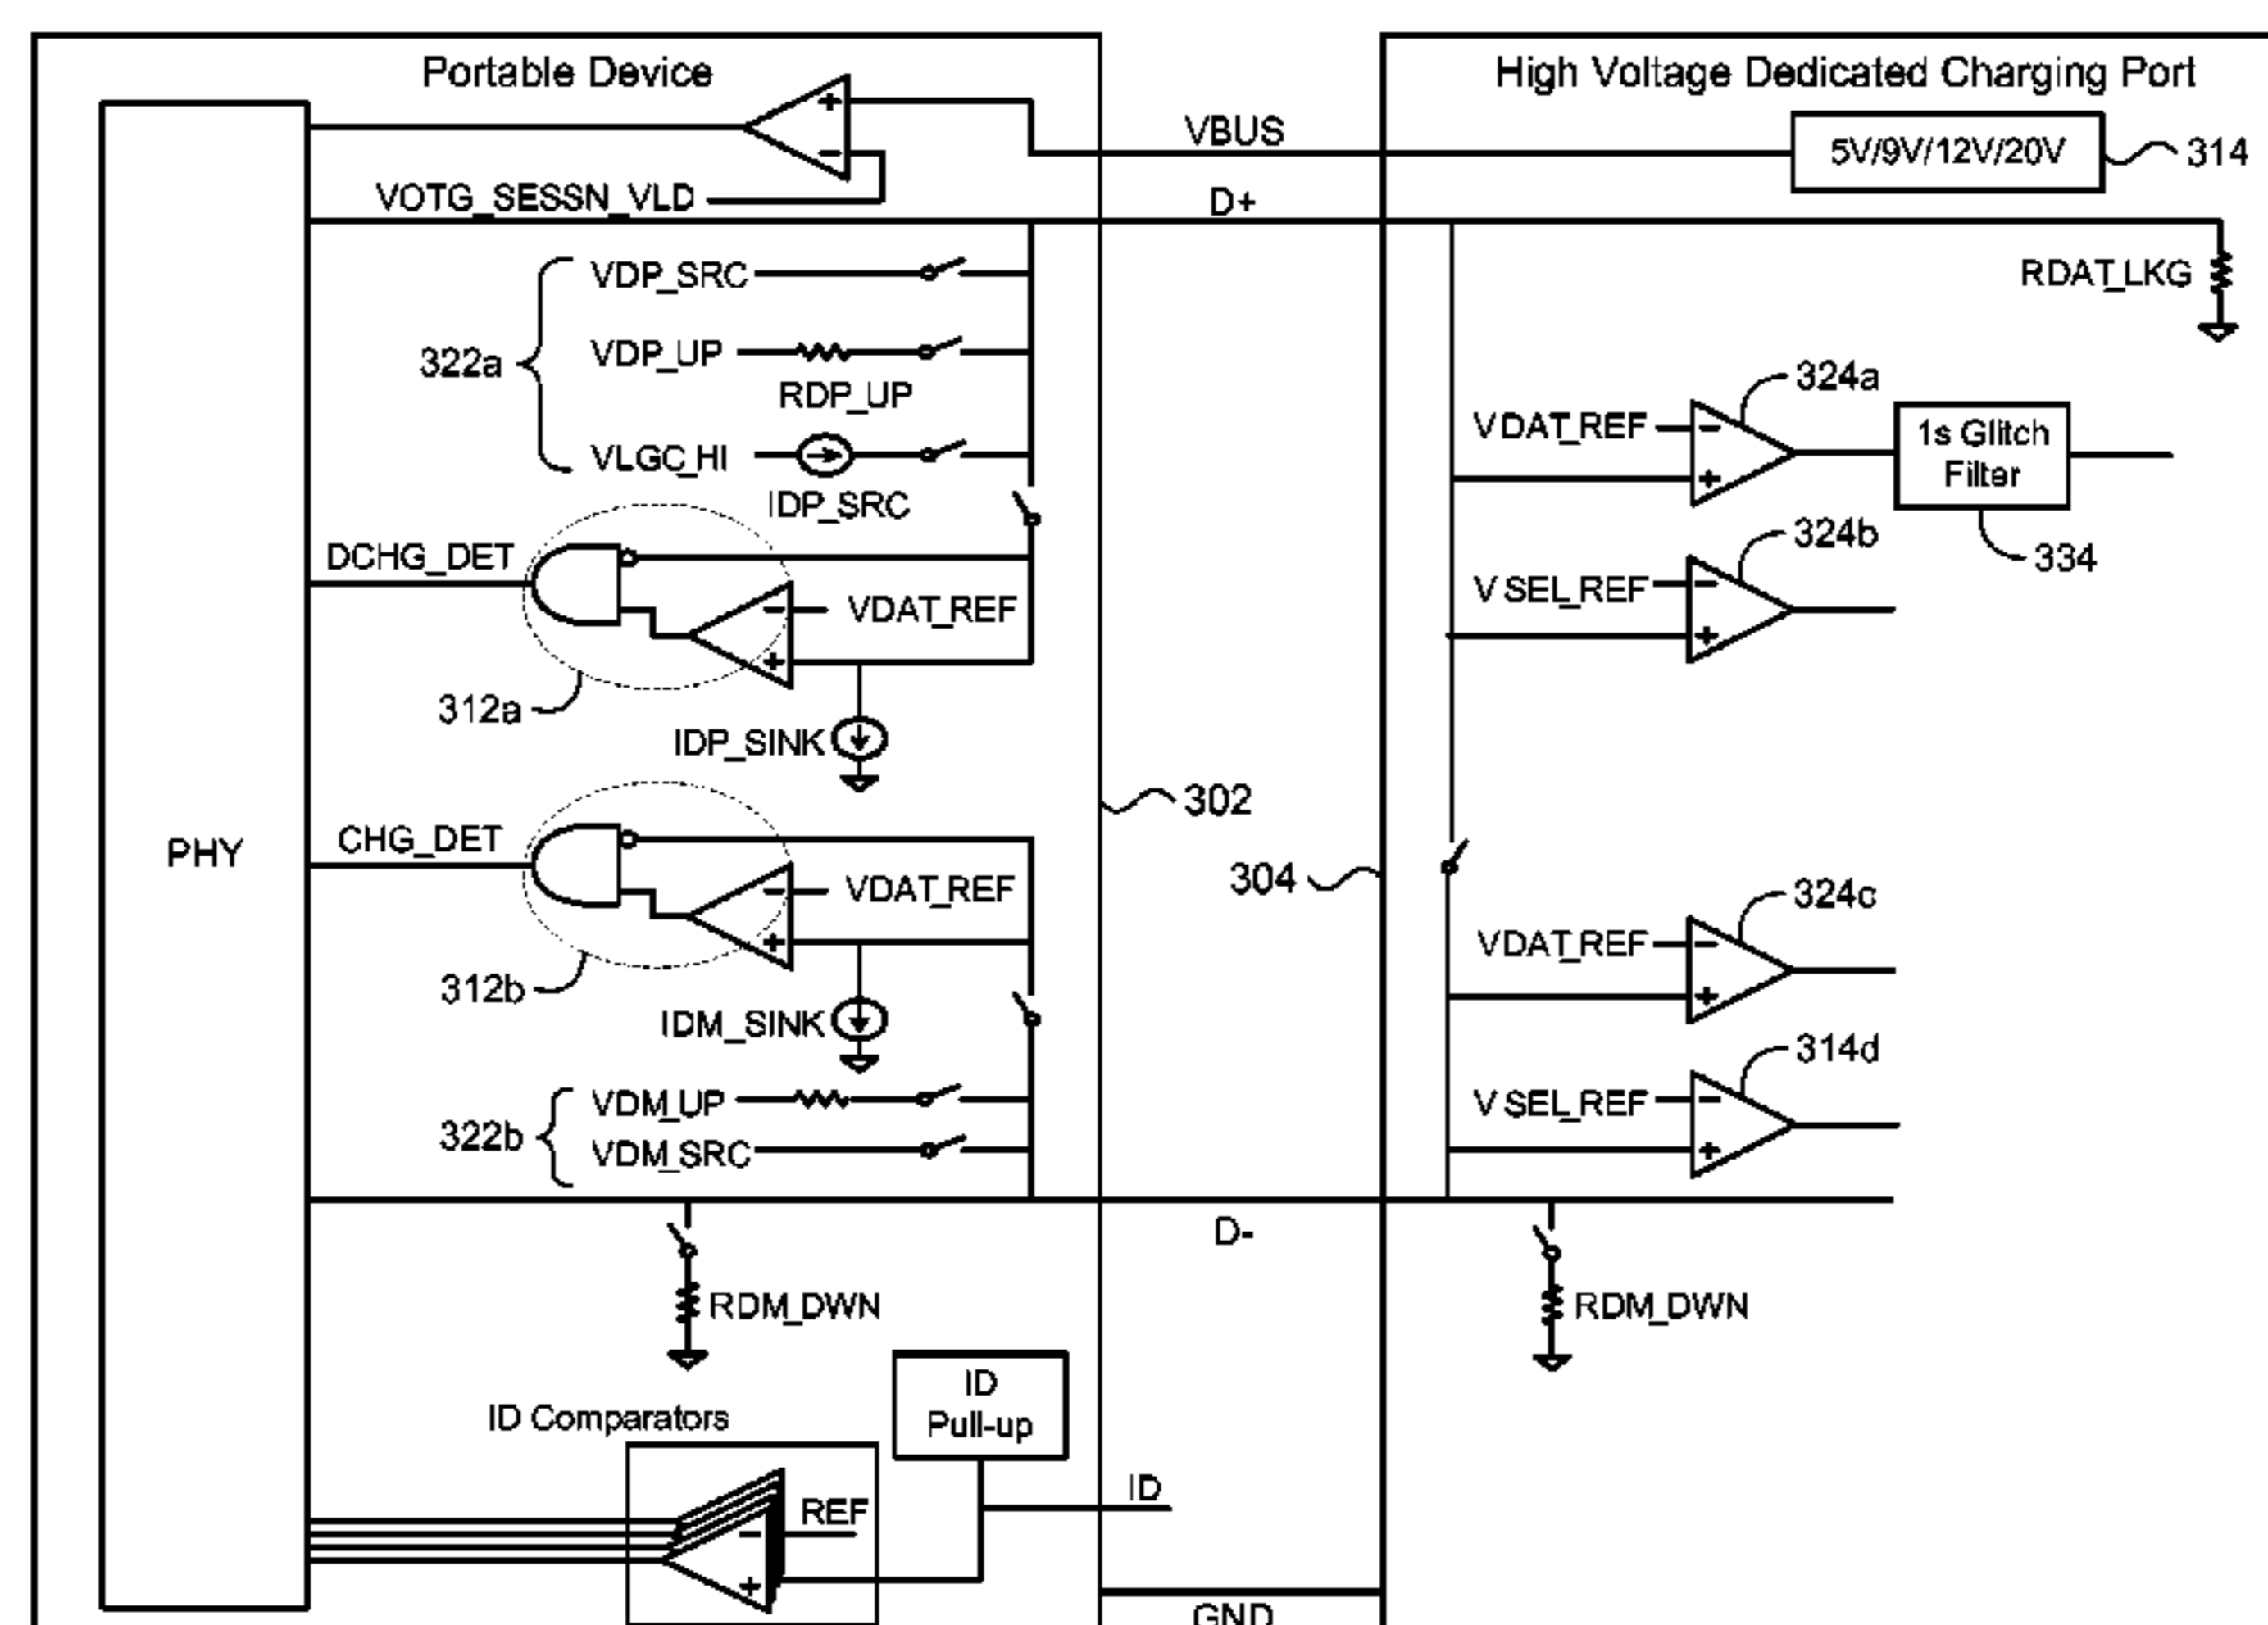 Portable Device
High Voltage Dedicated Charging Port
VBUS
5V/9V/12V/20V
314
VOTG_SESSN_VLD
D+
VDP_SRC
RDAT_LKG
322a
VDP_UP
RDP_UP
324a
VDAT_REF
1s Glitch
Filter
VLGC_HI
IDP_SRC
324b
334
DCHG_DET
VDAT_REF
VSEL_REF
312a
IDP_SINK
302
PHY
CHG_DET
VDAT_REF
304
324c
VDAT_REF
312b
IDM_SINK
314d
VDM_UP
VSEL_REF
322b
VDM_SRC
D-
RDM_DWN
RDM_DWN
ID
Pull-up
ID Comparators
ID
REF
GND
+
−
+
−
+
−
+
−
+
−
+
−
+
−
+
−